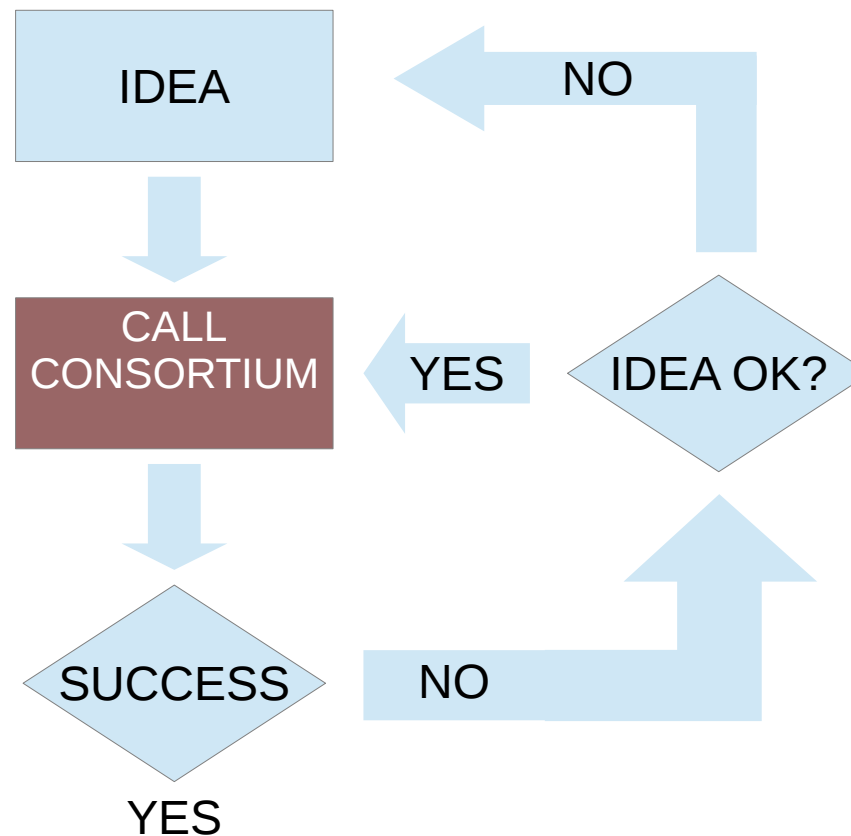 IDEA
NO
CALL
CONSORTIUM
YES
IDEA OK?
SUCCESS
NO
YES